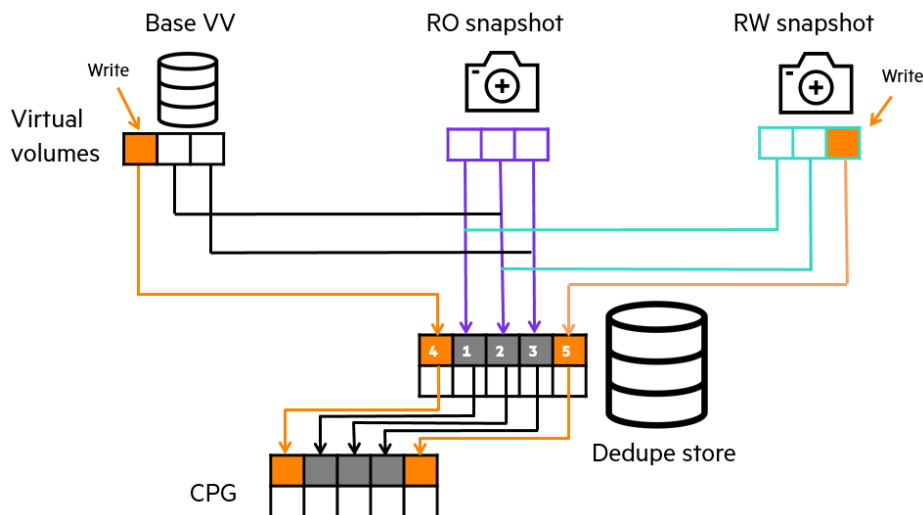 Base VV
RO snapshot
RW snapshot
Write
Write
Virtual
volumes
4 1 2 3 5
Dedupe store
CPG